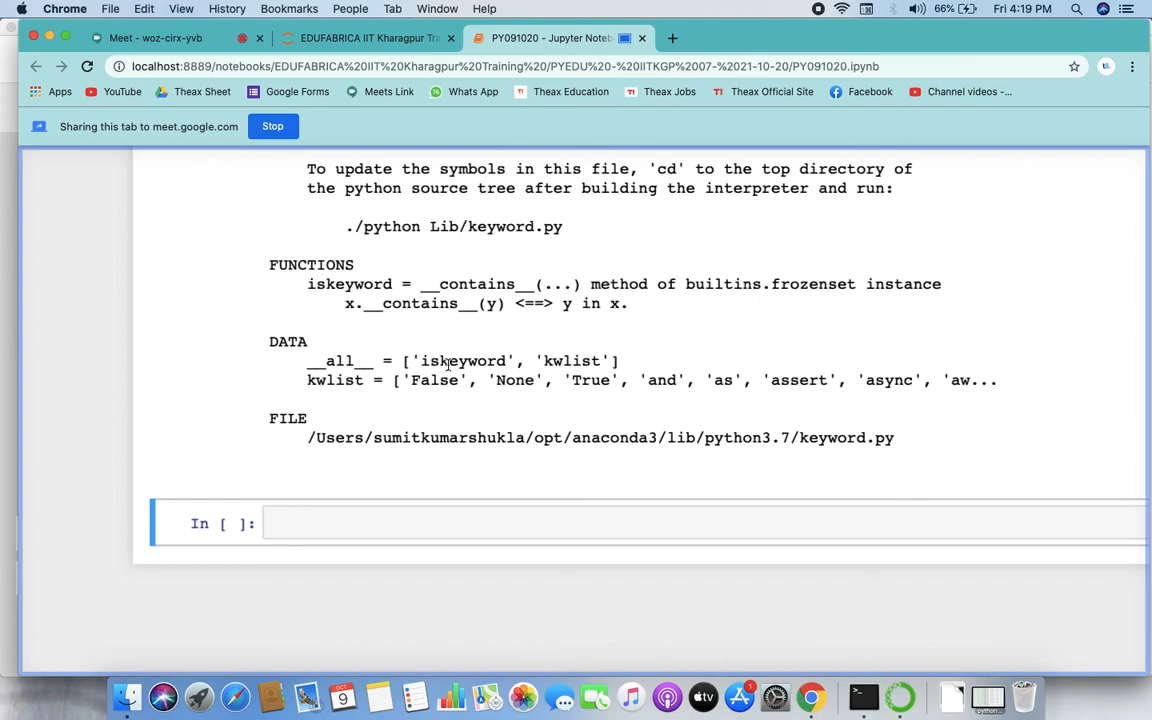 Chrome File Edit View History Bookmarks People Tab Window Help 66% Fri 4:19 PM
Meet - woz-cirx-yvb EDUFABRICA IIT Kharagpur Tra PY091020 - Jupyter Noteb
localhost:8889/notebooks/EDUFABRICA%20IIT%20Kharagpur%20Training%20/PYEDU%20-%20IITKGP%2007-%2021-10-20/PY091020.ipynb
Apps YouTube Theax Sheet Google Forms Meets Link Whats App Theax Education Theax Jobs Theax Official Site Facebook Channel videos -...
Sharing this tab to meet.google.com Stop
To update the symbols in this file, 'cd' to the top directory of
the python source tree after building the interpreter and run:
./python Lib/keyword.py
FUNCTIONS
iskeyword = __contains__(...) method of builtins.frozenset instance
x.__contains__(y) <==> y in x.
DATA
__all__ = ['iskeyword', 'kwlist']
kwlist = ['False', 'None', 'True', 'and', 'as', 'assert', 'async', 'aw...
FILE
/Users/sumitkumarshukla/opt/anaconda3/lib/python3.7/keyword.py
In [ ]:
OCT
9
tv
1